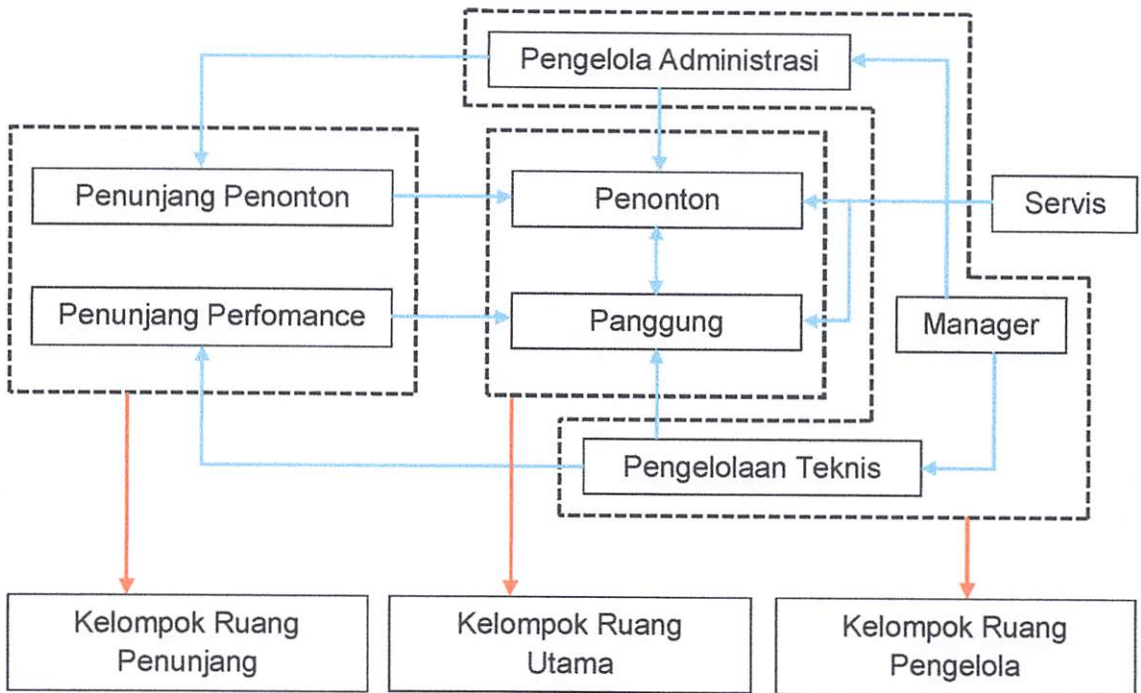 Pengelola Administrasi
Penunjang Penonton
Penonton
Servis
Penunjang Perfomance
Panggung
Manager
Pengelolaan Teknis
Kelompok Ruang
Penunjang
Kelompok Ruang
Utama
Kelompok Ruang
Pengelola